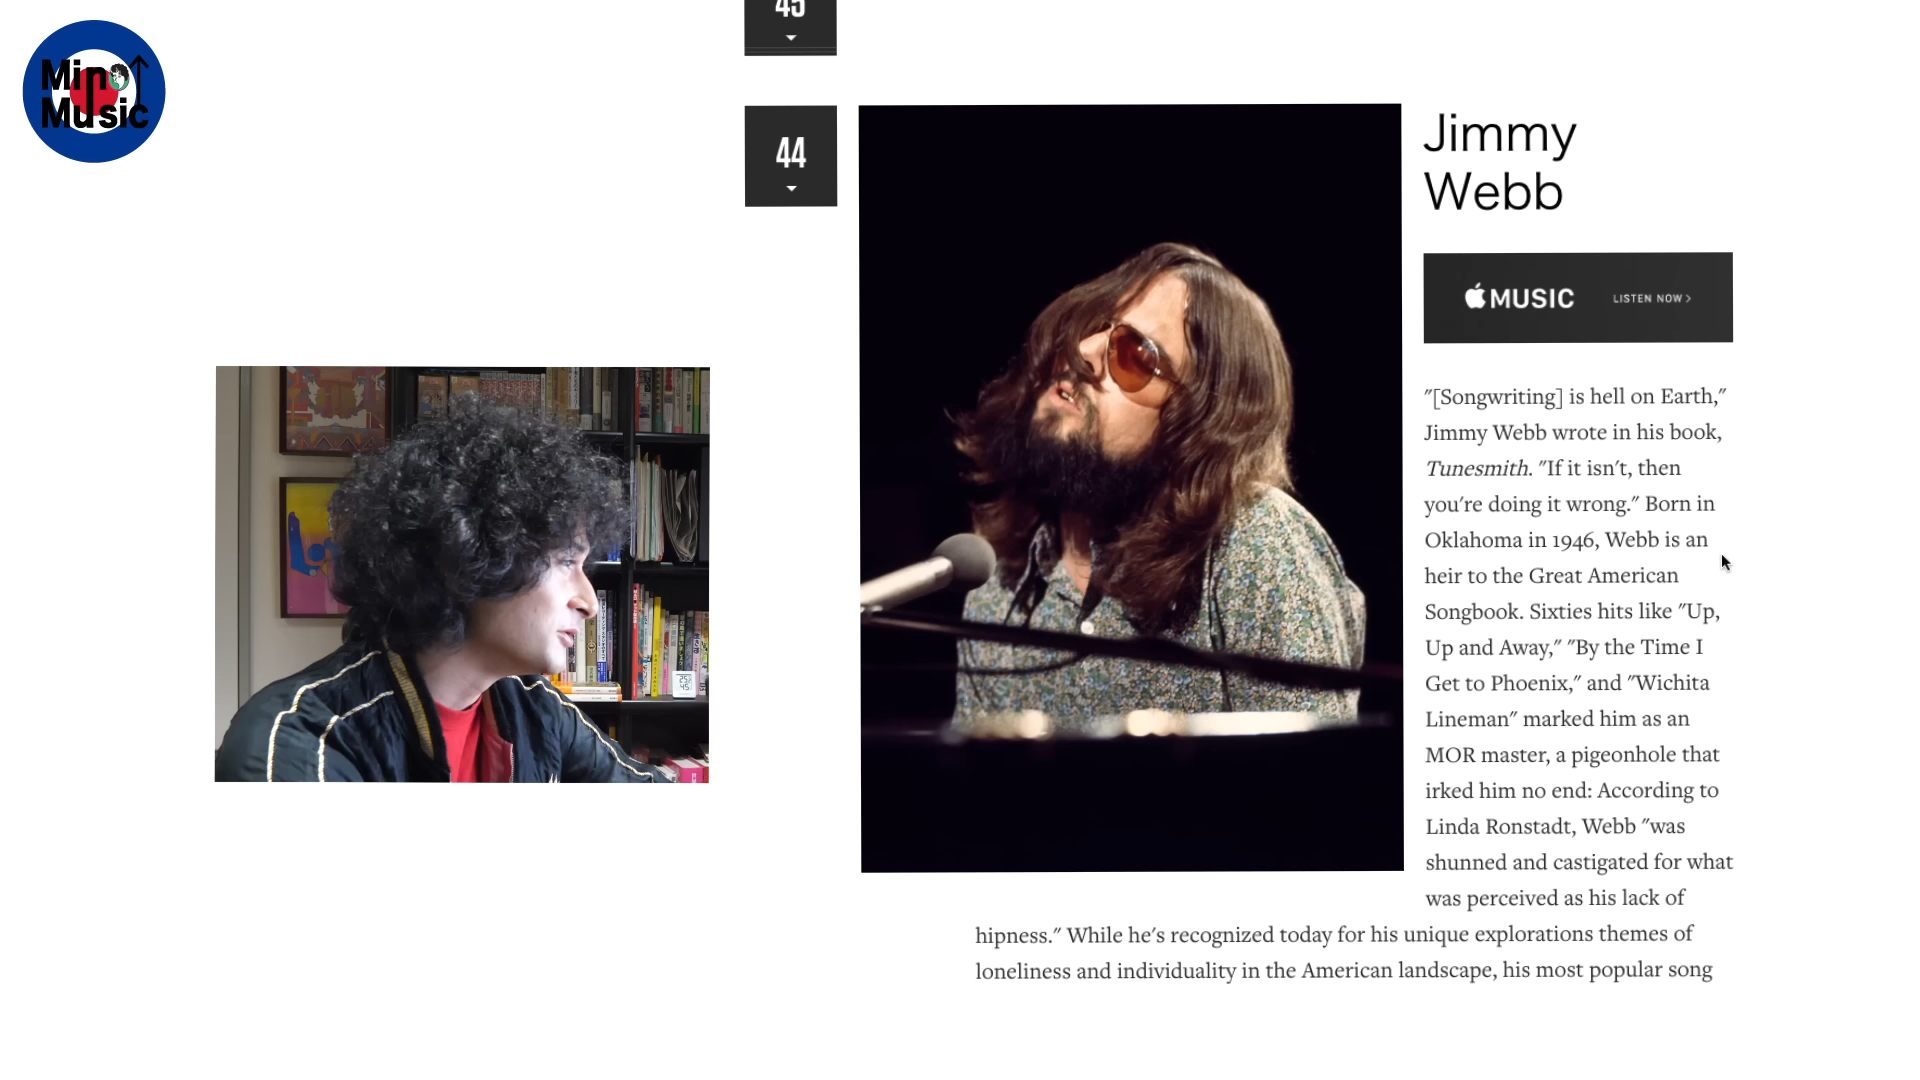 Min
Music
45
44
Jimmy
Webb
MUSIC LISTEN NOW >
"[Songwriting] is hell on Earth,"
Jimmy Webb wrote in his book,
Tunesmith. "If it isn't, then
you're doing it wrong." Born in
Oklahoma in 1946, Webb is an
heir to the Great American
Songbook. Sixties hits like "Up,
Up and Away," "By the Time I
Get to Phoenix," and "Wichita
Lineman" marked him as an
MOR master, a pigeonhole that
irked him no end: According to
Linda Ronstadt, Webb "was
shunned and castigated for what
was perceived as his lack of
hipness." While he's recognized today for his unique explorations themes of
loneliness and individuality in the American landscape, his most popular song